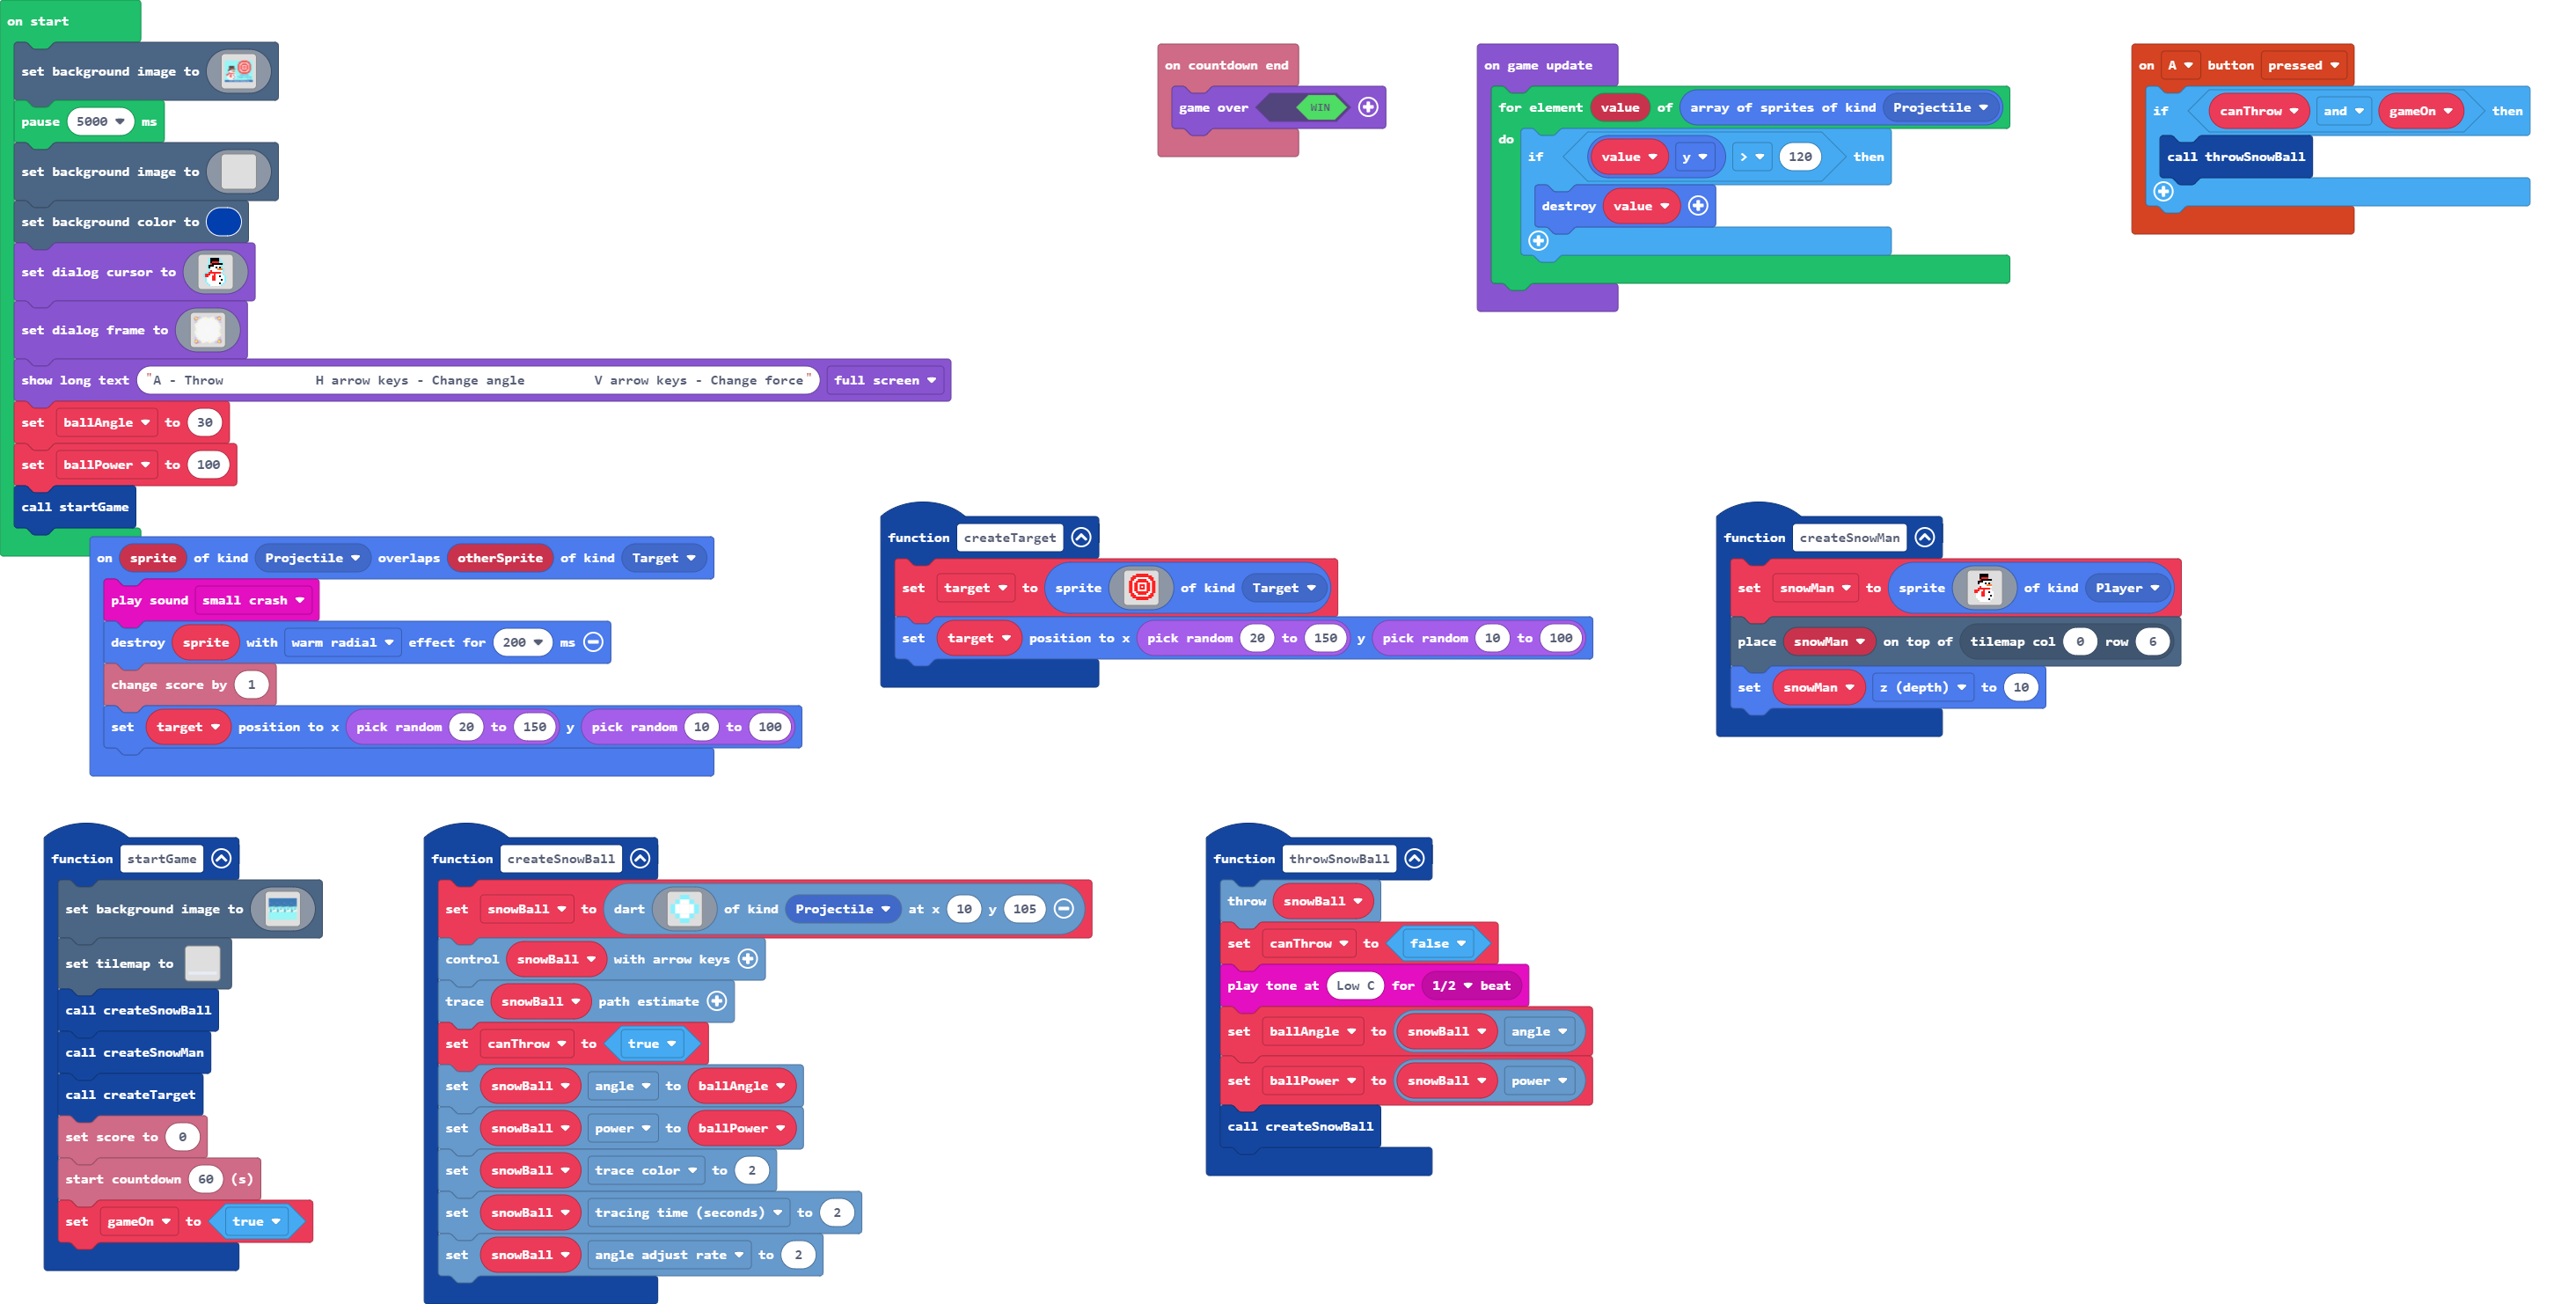 on start
set background image to
pause 5000 ms
set background image to
set background color to
set dialog cursor to
set dialog frame to
show long text "A - Throw H arrow keys - Change angle V arrow keys - Change force" full screen
set ballAngle to 30
set ballPower to 100
call startGame
on countdown end
game over WIN
on game update
for element value of array of sprites of kind Projectile
do
if value y > 120 then
destroy value
on A button pressed
if canThrow and gameOn then
call throwSnowBall
on sprite of kind Projectile overlaps otherSprite of kind Target
play sound small crash
destroy sprite with warm radial effect for 200 ms
change score by 1
set target position to x pick random 20 to 150 y pick random 10 to 100
function createTarget
set target to sprite of kind Target
set target position to x pick random 20 to 150 y pick random 10 to 100
function createSnowMan
set snowMan to sprite of kind Player
place snowMan on top of tilemap col 0 row 6
set snowMan z (depth) to 10
function startGame
set background image to
set tilemap to
call createSnowBall
call createSnowMan
call createTarget
set score to 0
start countdown 60 (s)
set gameOn to true
function createSnowBall
set snowBall to dart of kind Projectile at x 10 y 105
control snowBall with arrow keys
trace snowBall path estimate
set canThrow to true
set snowBall angle to ballAngle
set snowBall power to ballPower
set snowBall trace color to 2
set snowBall tracing time (seconds) to 2
set snowBall angle adjust rate to 2
function throwSnowBall
throw snowBall
set canThrow to false
play tone at Low C for 1/2 beat
set ballAngle to snowBall angle
set ballPower to snowBall power
call createSnowBall